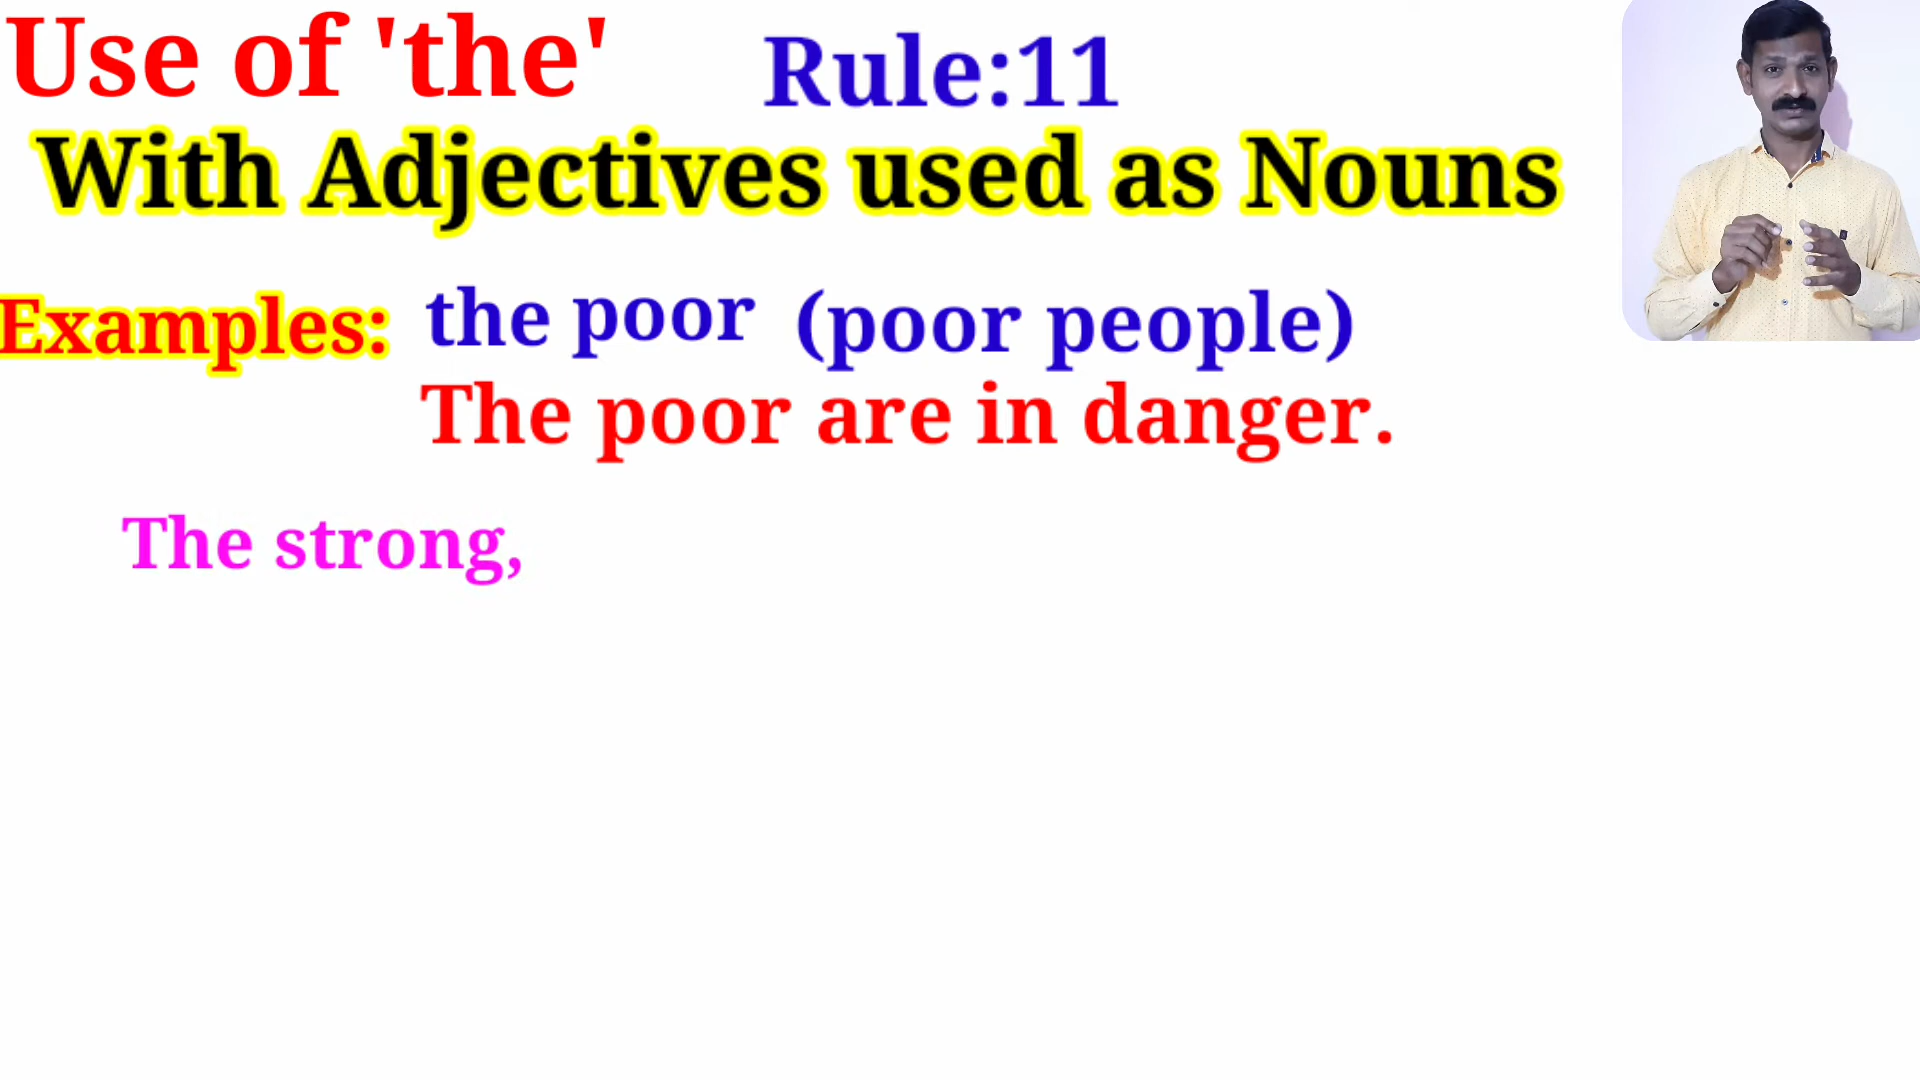 Use of 'the' Rule:11
With Adjectives used as Nouns
Examples: the poor (poor people)
The poor are in danger.
The strong,